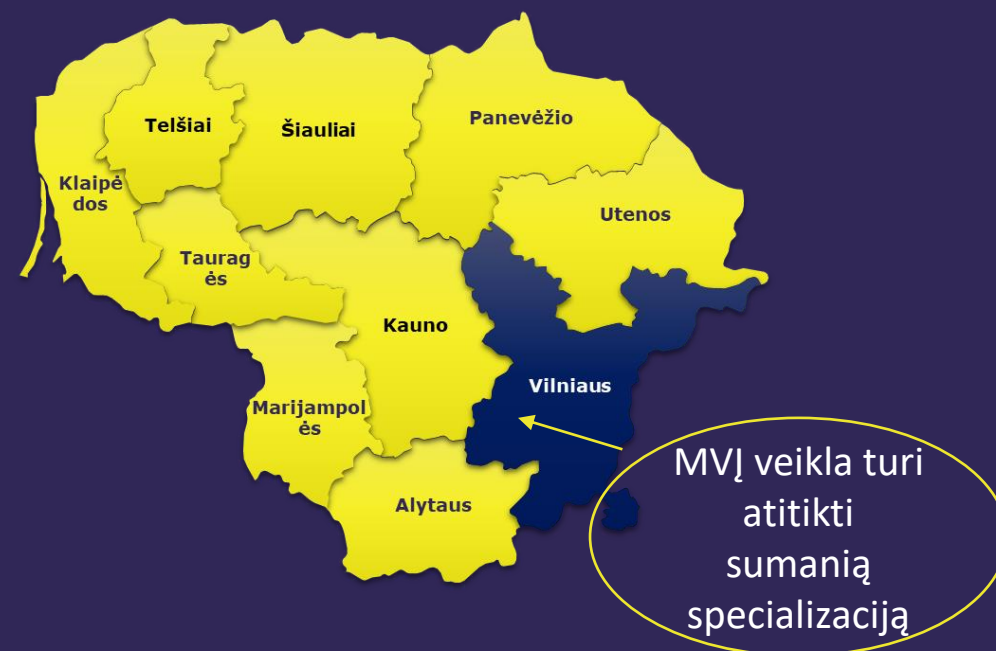 Telšiai
Šiauliai
Panevėžio
Klaipė
dos
Utenos
Taurag
ės
Kauno
Vilniaus
Marijampol
ės
Alytaus
MVĮ veikla turi
atitikti
sumanią
specializaciją